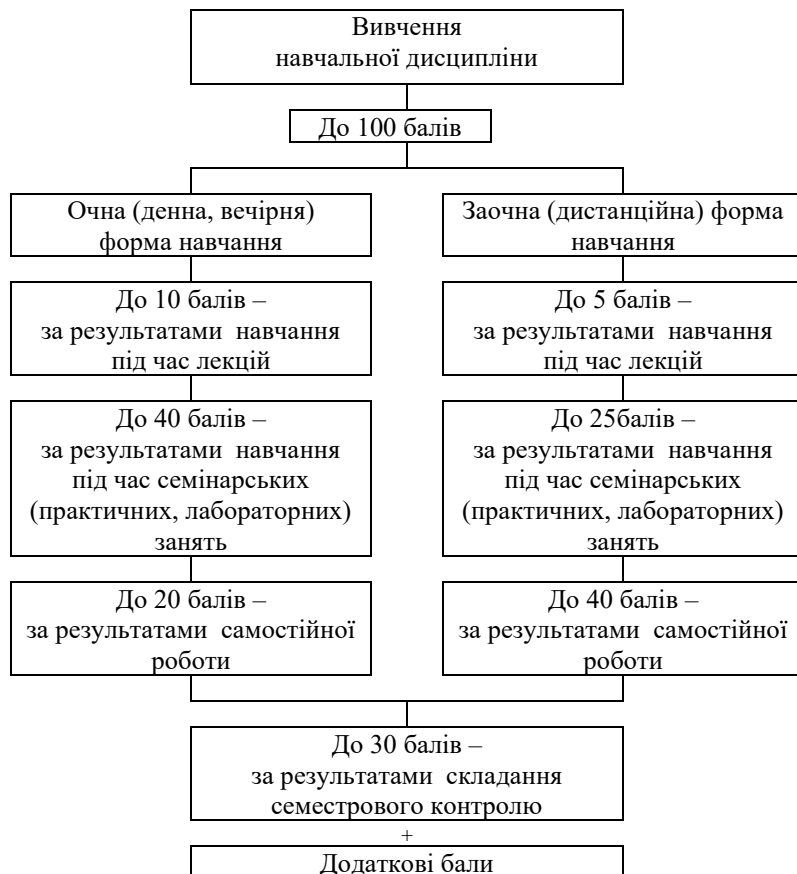 Вивчення
навчальної дисципліни
До 100 балів
Очна (денна, вечірня)
форма навчання
Заочна (дистанційна) форма
навчання
До 10 балів –
за результатами навчання
під час лекцій
До 5 балів –
за результатами навчання
під час лекцій
До 40 балів –
за результатами навчання
під час семінарських
(практичних, лабораторних)
занять
До 25балів –
за результатами навчання
під час семінарських
(практичних, лабораторних)
занять
До 20 балів –
за результатами самостійної
роботи
До 40 балів –
за результатами самостійної
роботи
До 30 балів –
за результатами складання
семестрового контролю
+
Додаткові бали